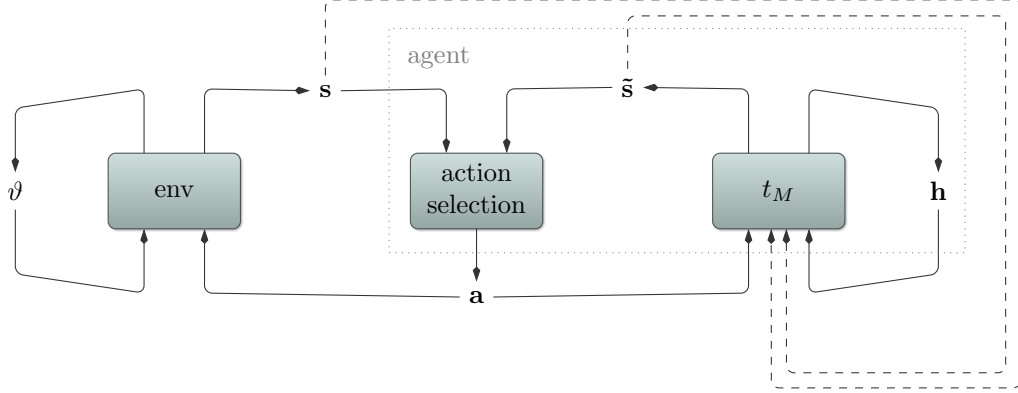 agent
s
s̃
ϑ
env
action
selection
t_M
h
a